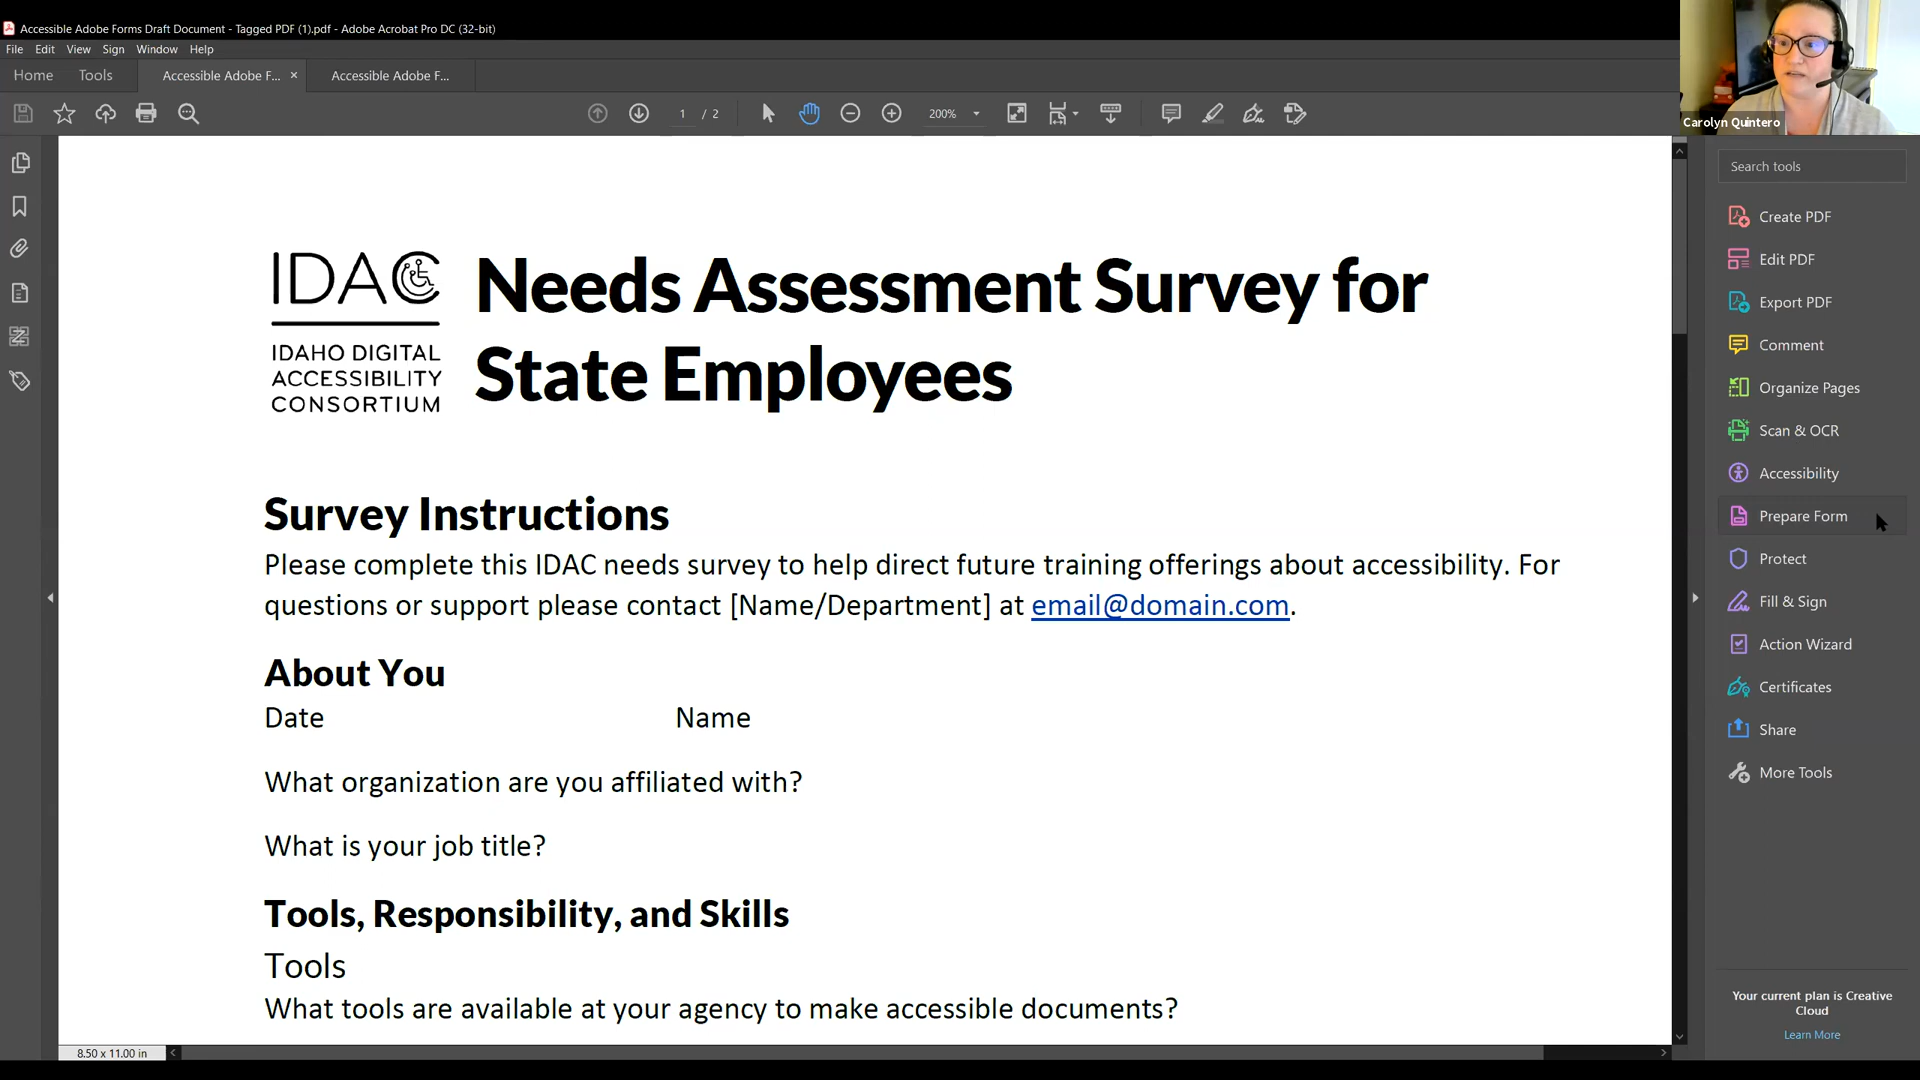 Accessible Adobe Forms Draft Document - Tagged PDF (1).pdf - Adobe Acrobat Pro DC (32-bit)
File Edit View Sign Window Help
Home Tools Accessible Adobe F... × Accessible Adobe F...
1 / 2 200%
Carolyn Quintero
IDAC
IDAHO DIGITAL
ACCESSIBILITY
CONSORTIUM
Needs Assessment Survey for
State Employees
Survey Instructions
Please complete this IDAC needs survey to help direct future training offerings about accessibility. For
questions or support please contact [Name/Department] at email@domain.com.
About You
Date Name
What organization are you affiliated with?
What is your job title?
Tools, Responsibility, and Skills
Tools
What tools are available at your agency to make accessible documents?
8.50 x 11.00 in
Search tools
Create PDF
Edit PDF
Export PDF
Comment
Organize Pages
Scan & OCR
Accessibility
Prepare Form
Protect
Fill & Sign
Action Wizard
Certificates
Share
More Tools
Your current plan is Creative
Cloud
Learn More